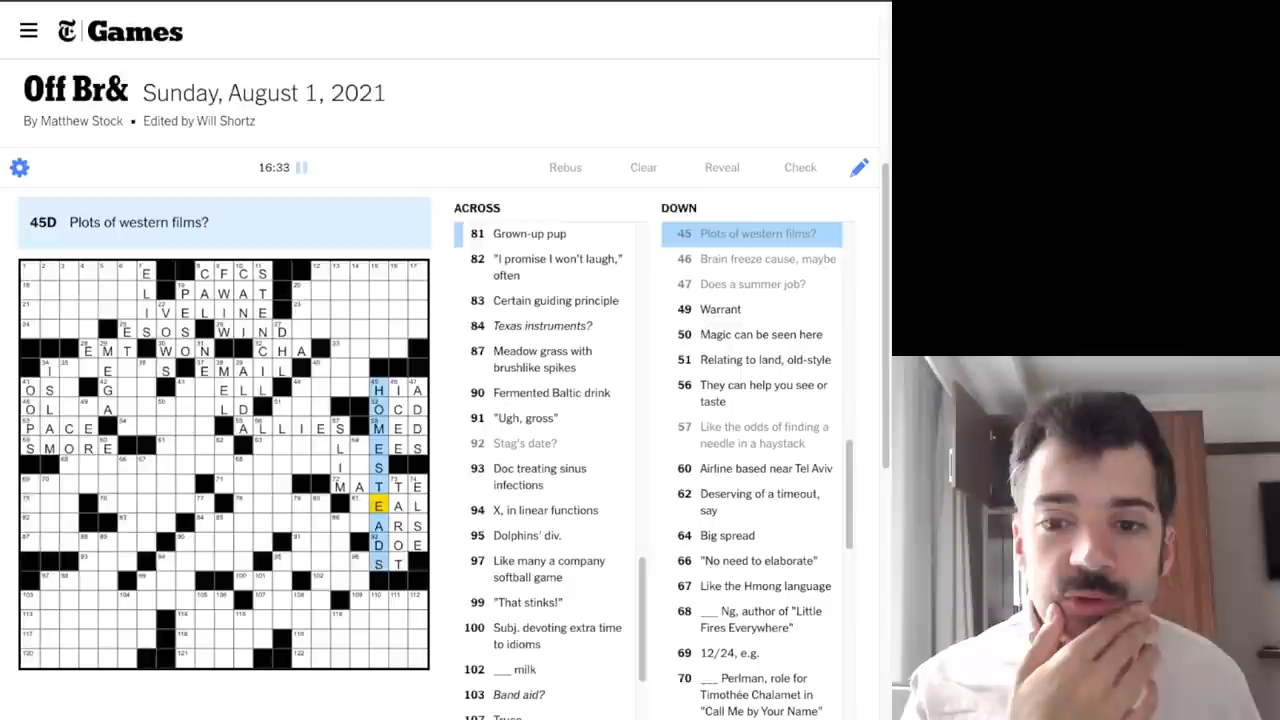 Games
Off Br& Sunday, August 1, 2021
By Matthew Stock ▪ Edited by Will Shortz
16:33 Rebus Clear Reveal Check
45D Plots of western films?
ACROSS
81 Grown-up pup
82 "I promise I won't laugh,"
often
83 Certain guiding principle
84 Texas instruments?
87 Meadow grass with
brushlike spikes
90 Fermented Baltic drink
91 "Ugh, gross"
92 Stag's date?
93 Doc treating sinus
infections
94 X, in linear functions
95 Dolphins' div.
97 Like many a company
softball game
99 "That stinks!"
100 Subj. devoting extra time
to idioms
102 ___ milk
103 Band aid?
107 Truce
DOWN
45 Plots of western films?
46 Brain freeze cause, maybe
47 Does a summer job?
49 Warrant
50 Magic can be seen here
51 Relating to land, old-style
56 They can help you see or
taste
57 Like the odds of finding a
needle in a haystack
60 Airline based near Tel Aviv
62 Deserving of a timeout,
say
64 Big spread
66 "No need to elaborate"
67 Like the Hmong language
68 ___ Ng, author of "Little
Fires Everywhere"
69 12/24, e.g.
70 ___ Perlman, role for
Timothée Chalamet in
"Call Me by Your Name"
E C F C S
L P A W A T
I V E L I N E
E S O S W I N D
E M T W O N C H A
I E S E M A I L
O S G E L L H I A
O L A L D O C D
P A C E A L L I E S M E D
S M O R E L E E S
I S
M A T T E
E A L
A R S
D O E
S T